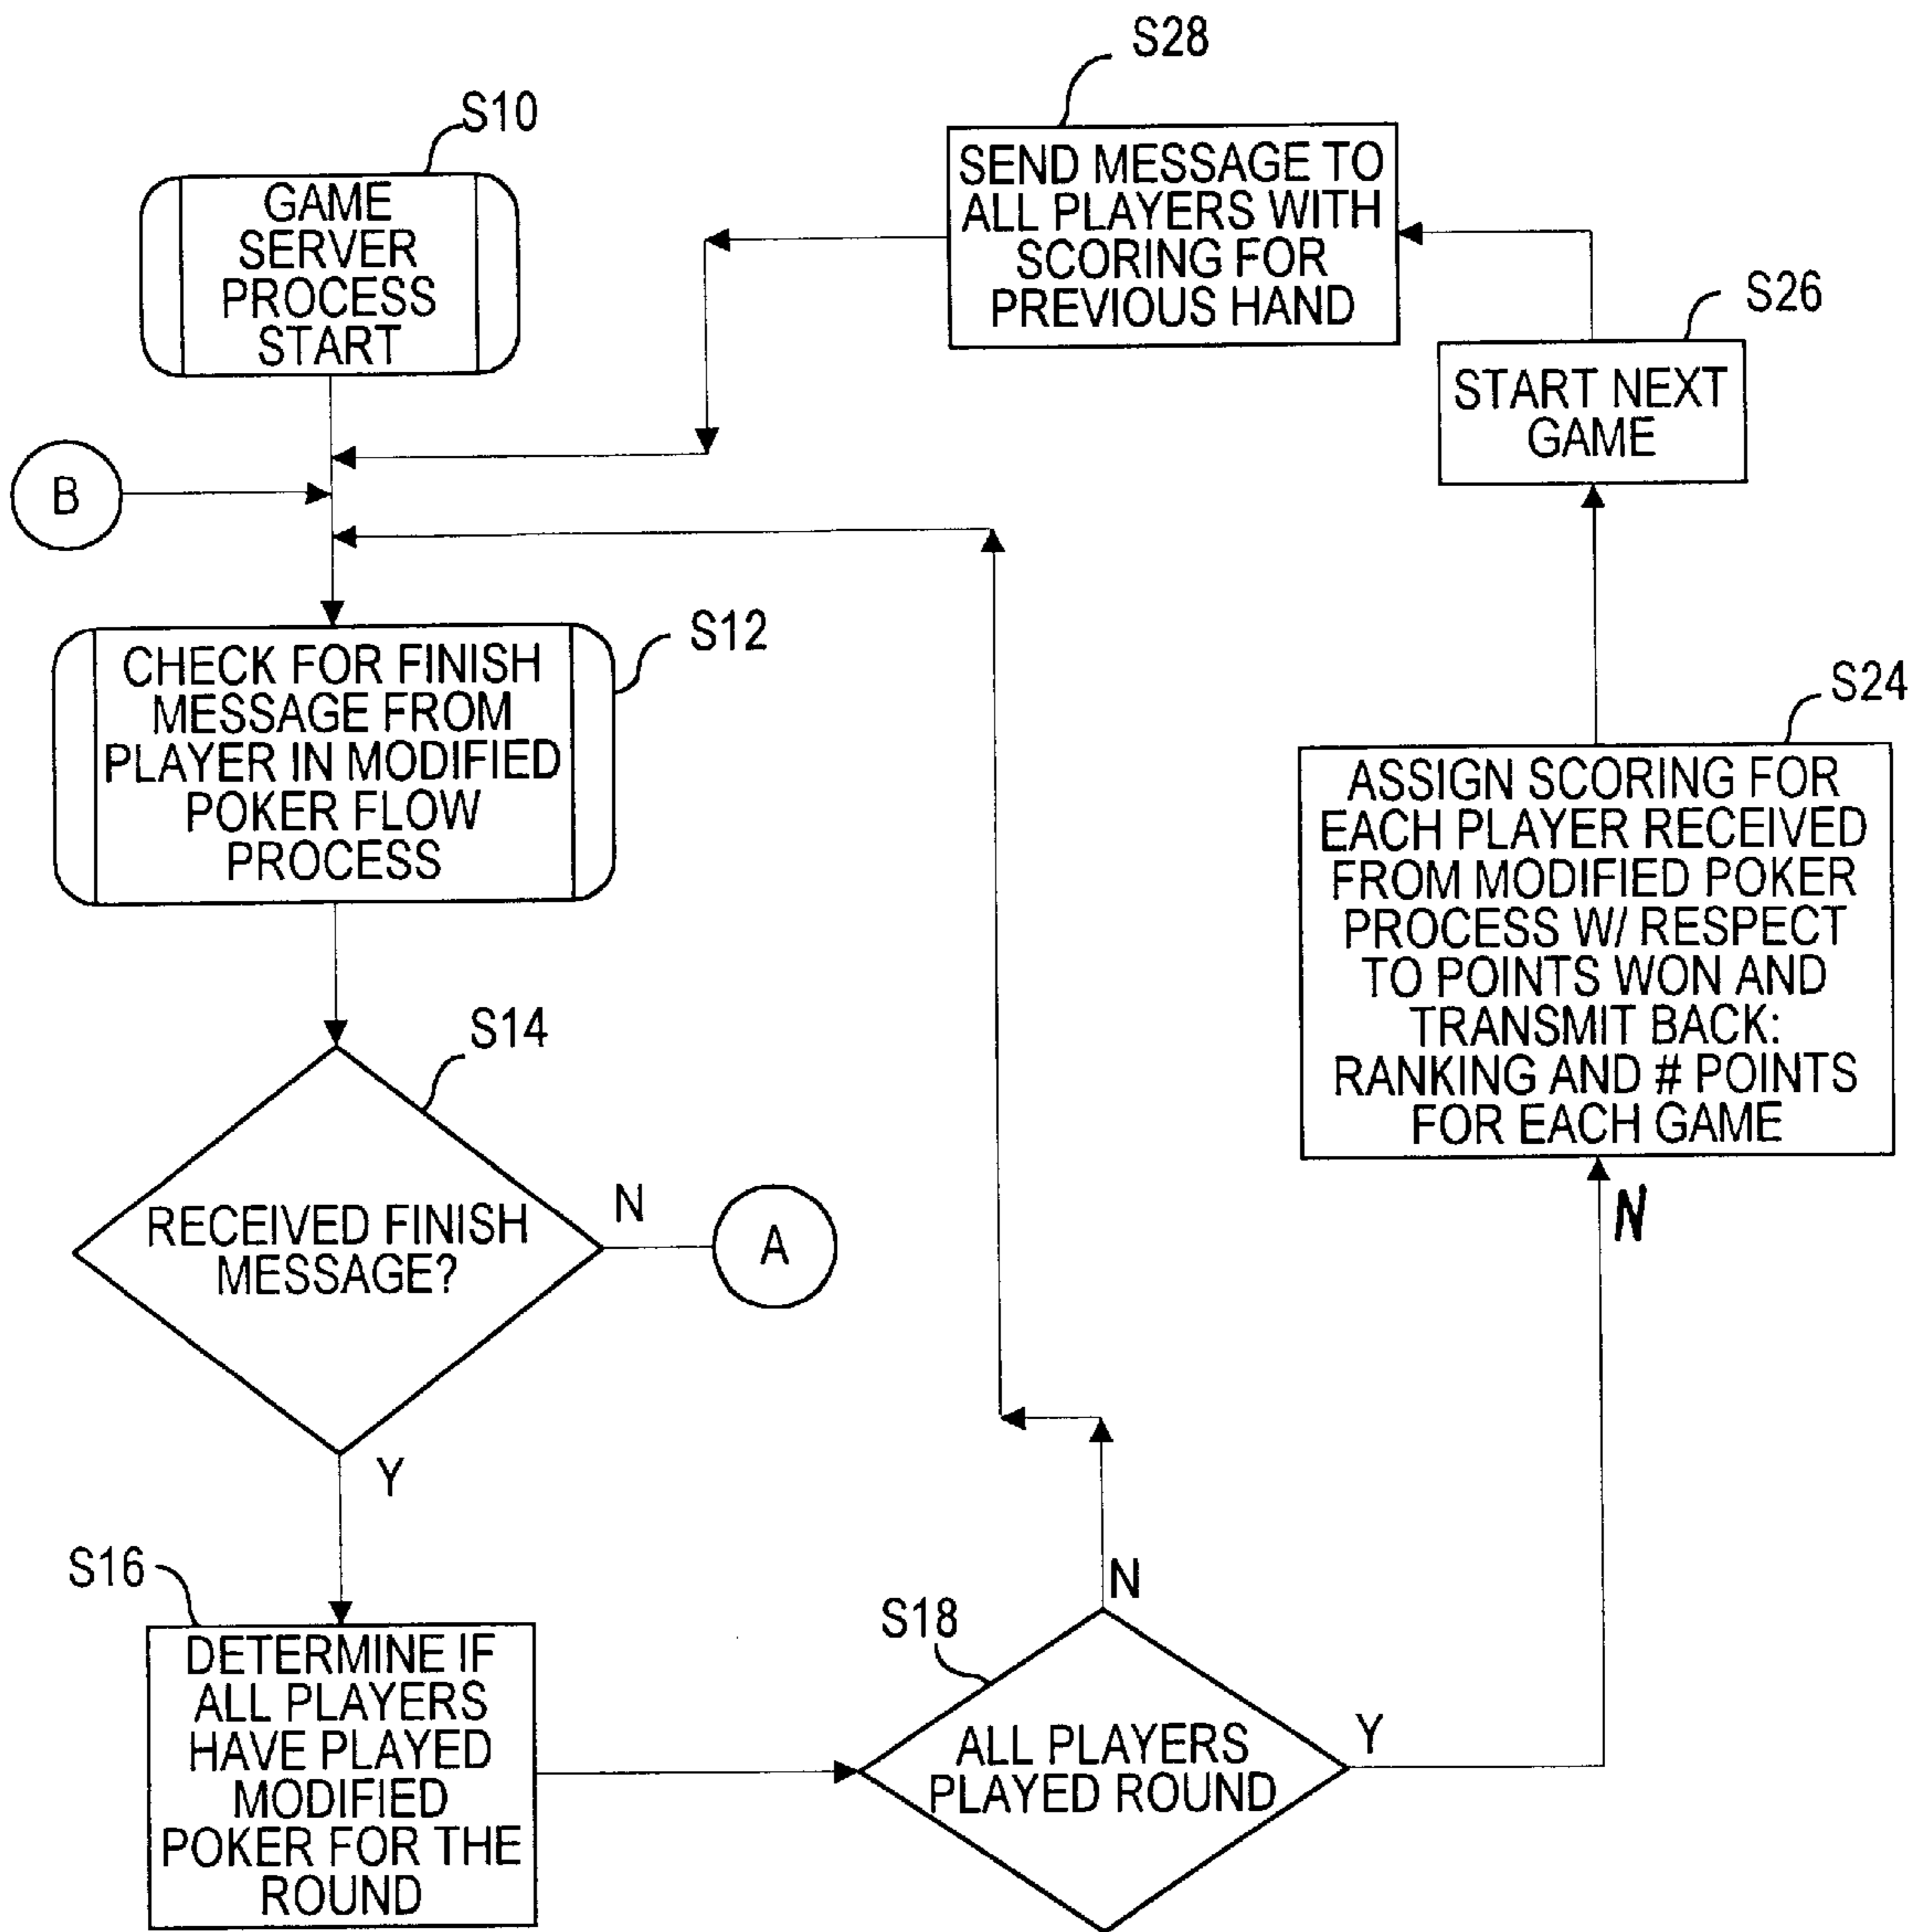 S10
GAME
SERVER
PROCESS
START
S28
SEND MESSAGE TO
ALL PLAYERS WITH
SCORING FOR
PREVIOUS HAND
S26
START NEXT
GAME
B
S12
CHECK FOR FINISH
MESSAGE FROM
PLAYER IN MODIFIED
POKER FLOW
PROCESS
S24
ASSIGN SCORING FOR
EACH PLAYER RECEIVED
FROM MODIFIED POKER
PROCESS W/ RESPECT
TO POINTS WON AND
TRANSMIT BACK:
RANKING AND # POINTS
FOR EACH GAME
S14
RECEIVED FINISH
MESSAGE?
N
A
N
Y
S16
DETERMINE IF
ALL PLAYERS
HAVE PLAYED
MODIFIED
POKER FOR THE
ROUND
S18
N
ALL PLAYERS
PLAYED ROUND
Y